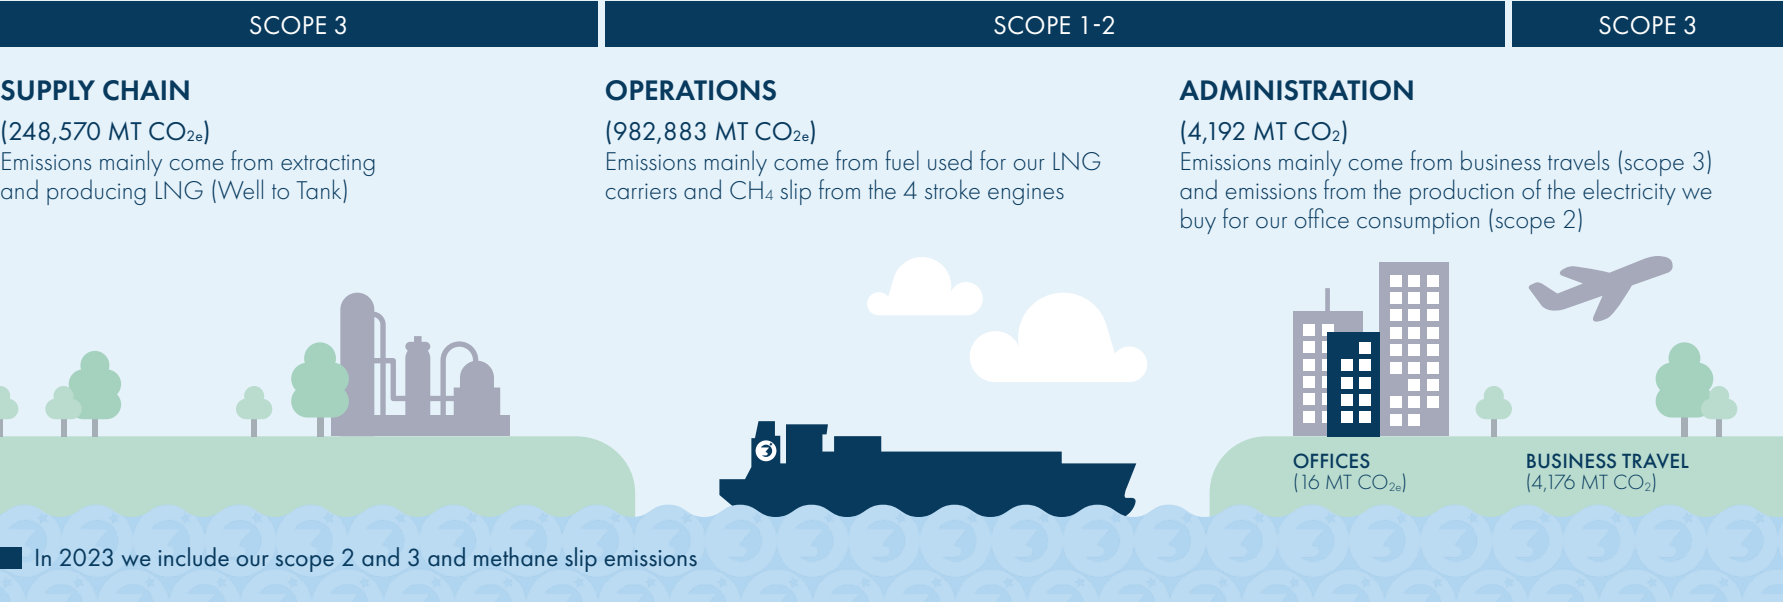 SCOPE 3
SCOPE 1-2
SCOPE 3
SUPPLY CHAIN
(248,570 MT CO2e)
Emissions mainly come from extracting
and producing LNG (Well to Tank)
OPERATIONS
(982,883 MT CO2e)
Emissions mainly come from fuel used for our LNG
carriers and CH4 slip from the 4 stroke engines
ADMINISTRATION
(4,192 MT CO2)
Emissions mainly come from business travels (scope 3)
and emissions from the production of the electricity we
buy for our office consumption (scope 2)
OFFICES
(16 MT CO2e)
BUSINESS TRAVEL
(4,176 MT CO2)
In 2023 we include our scope 2 and 3 and methane slip emissions